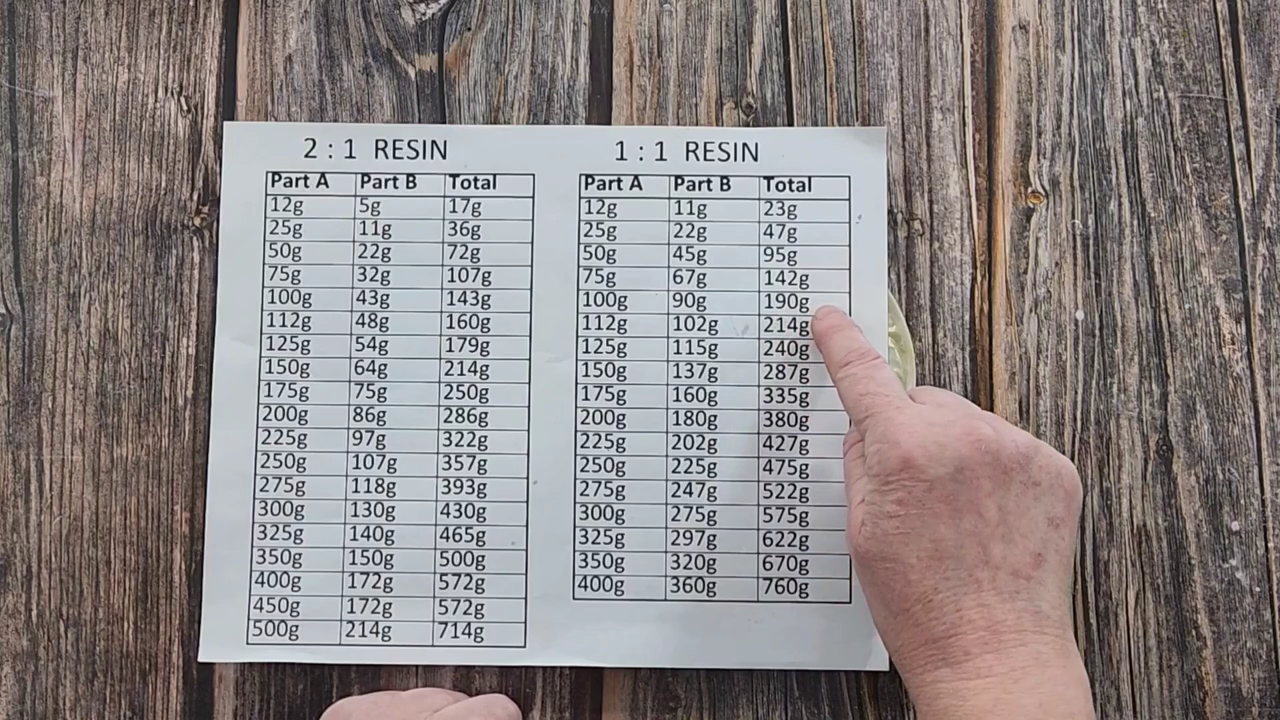 2 : 1 RESIN
Part A Part B Total
12g 5g 17g
25g 11g 36g
50g 22g 72g
75g 32g 107g
100g 43g 143g
112g 48g 160g
125g 54g 179g
150g 64g 214g
175g 75g 250g
200g 86g 286g
225g 97g 322g
250g 107g 357g
275g 118g 393g
300g 130g 430g
325g 140g 465g
350g 150g 500g
400g 172g 572g
450g 172g 572g
500g 214g 714g
1 : 1 RESIN
Part A Part B Total
12g 11g 23g
25g 22g 47g
50g 45g 95g
75g 67g 142g
100g 90g 190g
112g 102g 214g
125g 115g 240g
150g 137g 287g
175g 160g 335g
200g 180g 380g
225g 202g 427g
250g 225g 475g
275g 247g 522g
300g 275g 575g
325g 297g 622g
350g 320g 670g
400g 360g 760g